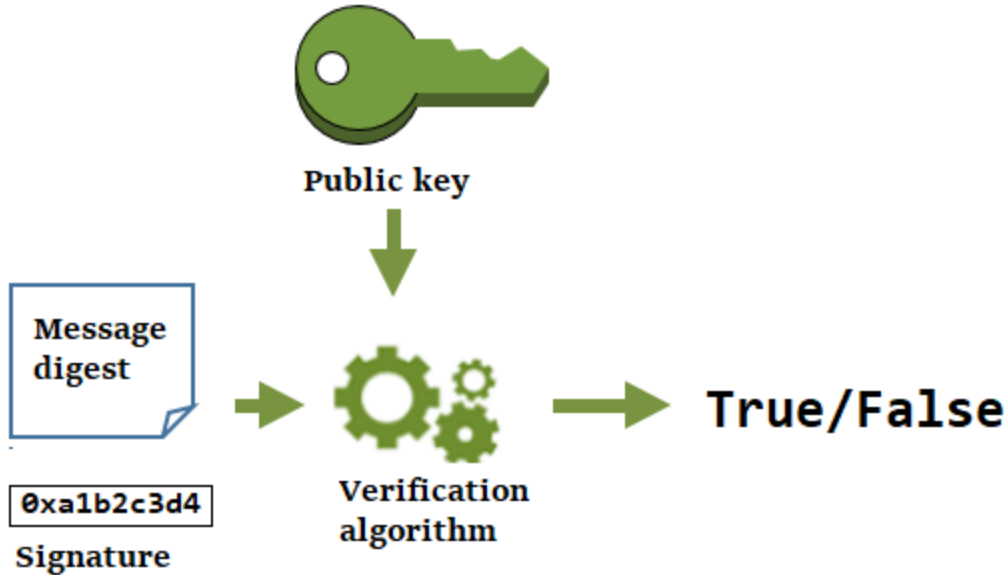 Public key
Message
digest
True/False
0xa1b2c3d4
Signature
Verification
algorithm